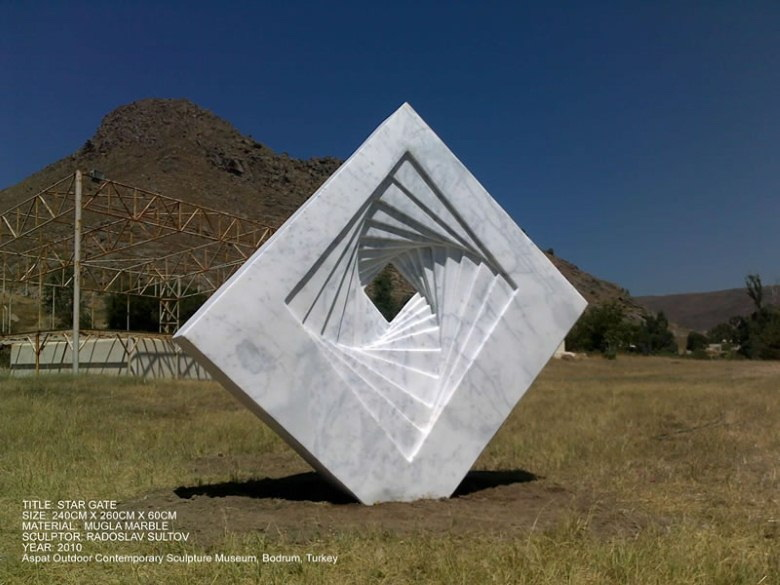 TITLE: STAR GATE
SIZE: 240CM X 260CM X 60CM
MATERIAL: MUGLA MARBLE
SCULPTOR: RADOSLAV SULTOV
YEAR: 2010
Aspat Outdoor Contemporary Sculpture Museum, Bodrum, Turkey